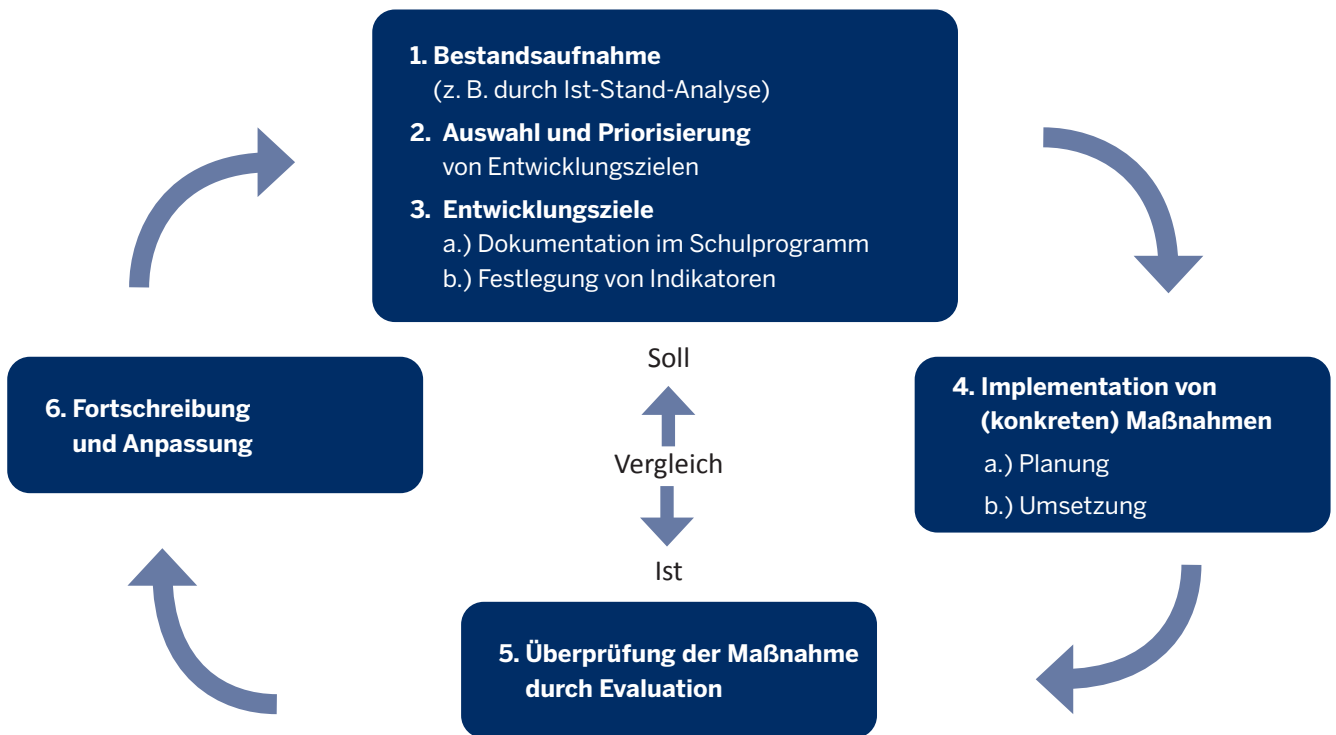 1. Bestandsaufnahme
(z. B. durch Ist-Stand-Analyse)
2. Auswahl und Priorisierung
von Entwicklungszielen
3. Entwicklungsziele
a.) Dokumentation im Schulprogramm
b.) Festlegung von Indikatoren
Soll
Vergleich
Ist
4. Implementation von
(konkreten) Maßnahmen
a.) Planung
b.) Umsetzung
5. Überprüfung der Maßnahme
durch Evaluation
6. Fortschreibung
und Anpassung